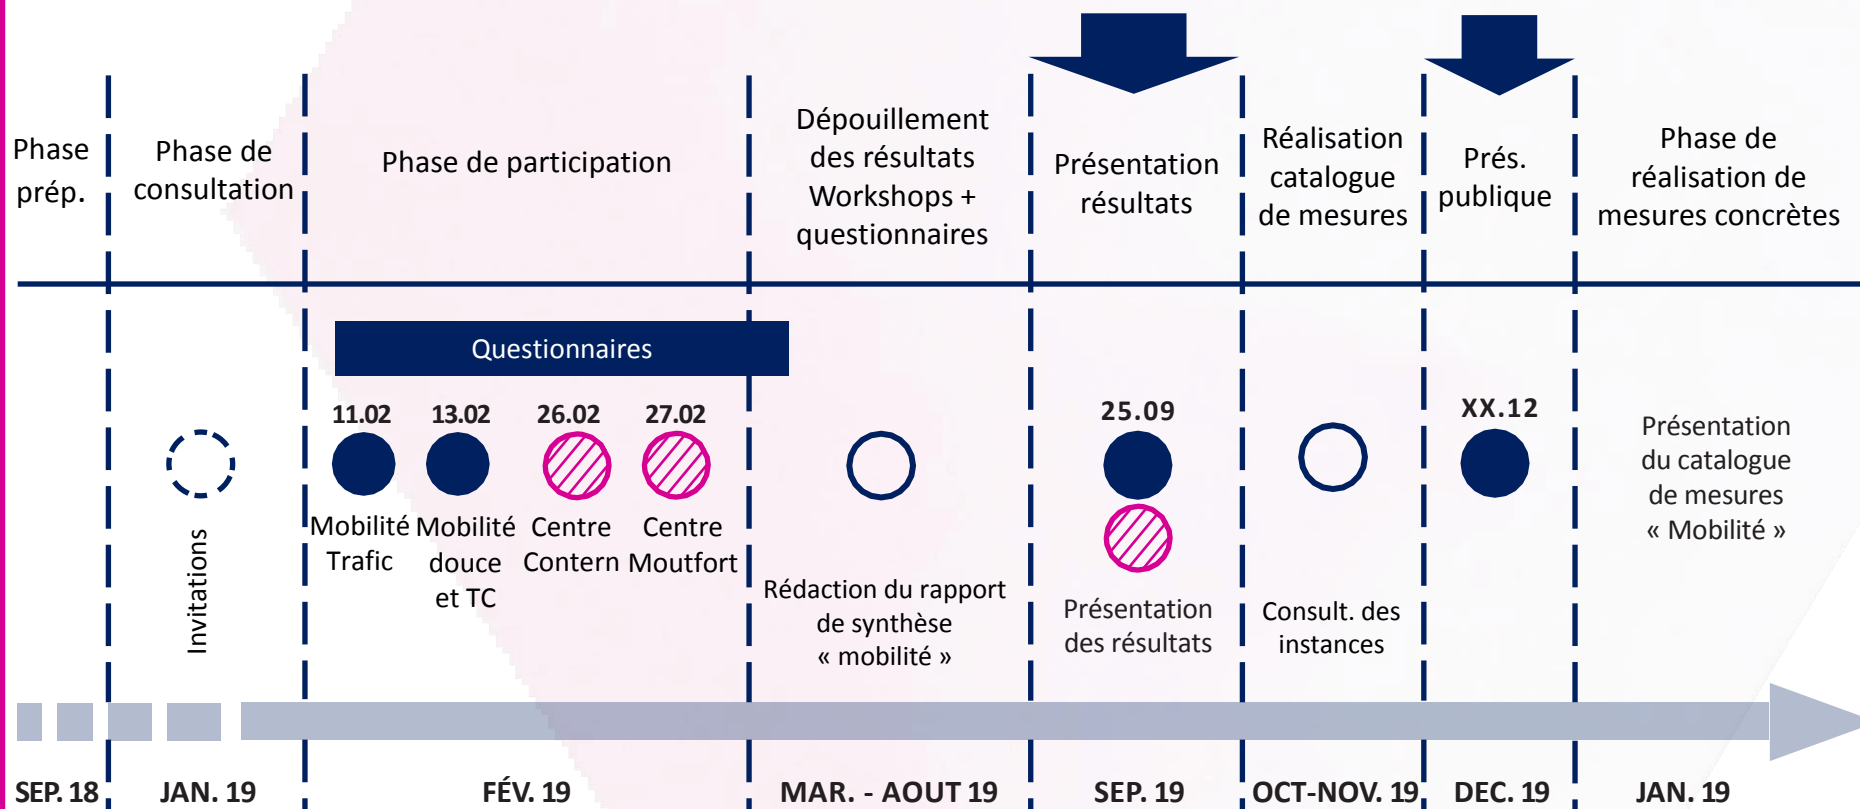 Phase
prép.
Phase de
consultation
Phase de participation
Dépouillement
des résultats
Workshops +
questionnaires
Présentation
résultats
Réalisation
catalogue
de mesures
Prés.
publique
Phase de
réalisation de
mesures concrètes
Questionnaires
11.02
13.02
26.02
27.02
25.09
XX.12
Invitations
Mobilité
Trafic
Mobilité
douce
et TC
Centre
Contern
Centre
Moutfort
Rédaction du rapport
de synthèse
« mobilité »
Présentation
des résultats
Consult. des
instances
Présentation
du catalogue
de mesures
« Mobilité »
SEP. 18
JAN. 19
FÉV. 19
MAR. - AOUT 19
SEP. 19
OCT-NOV. 19
DEC. 19
JAN. 19